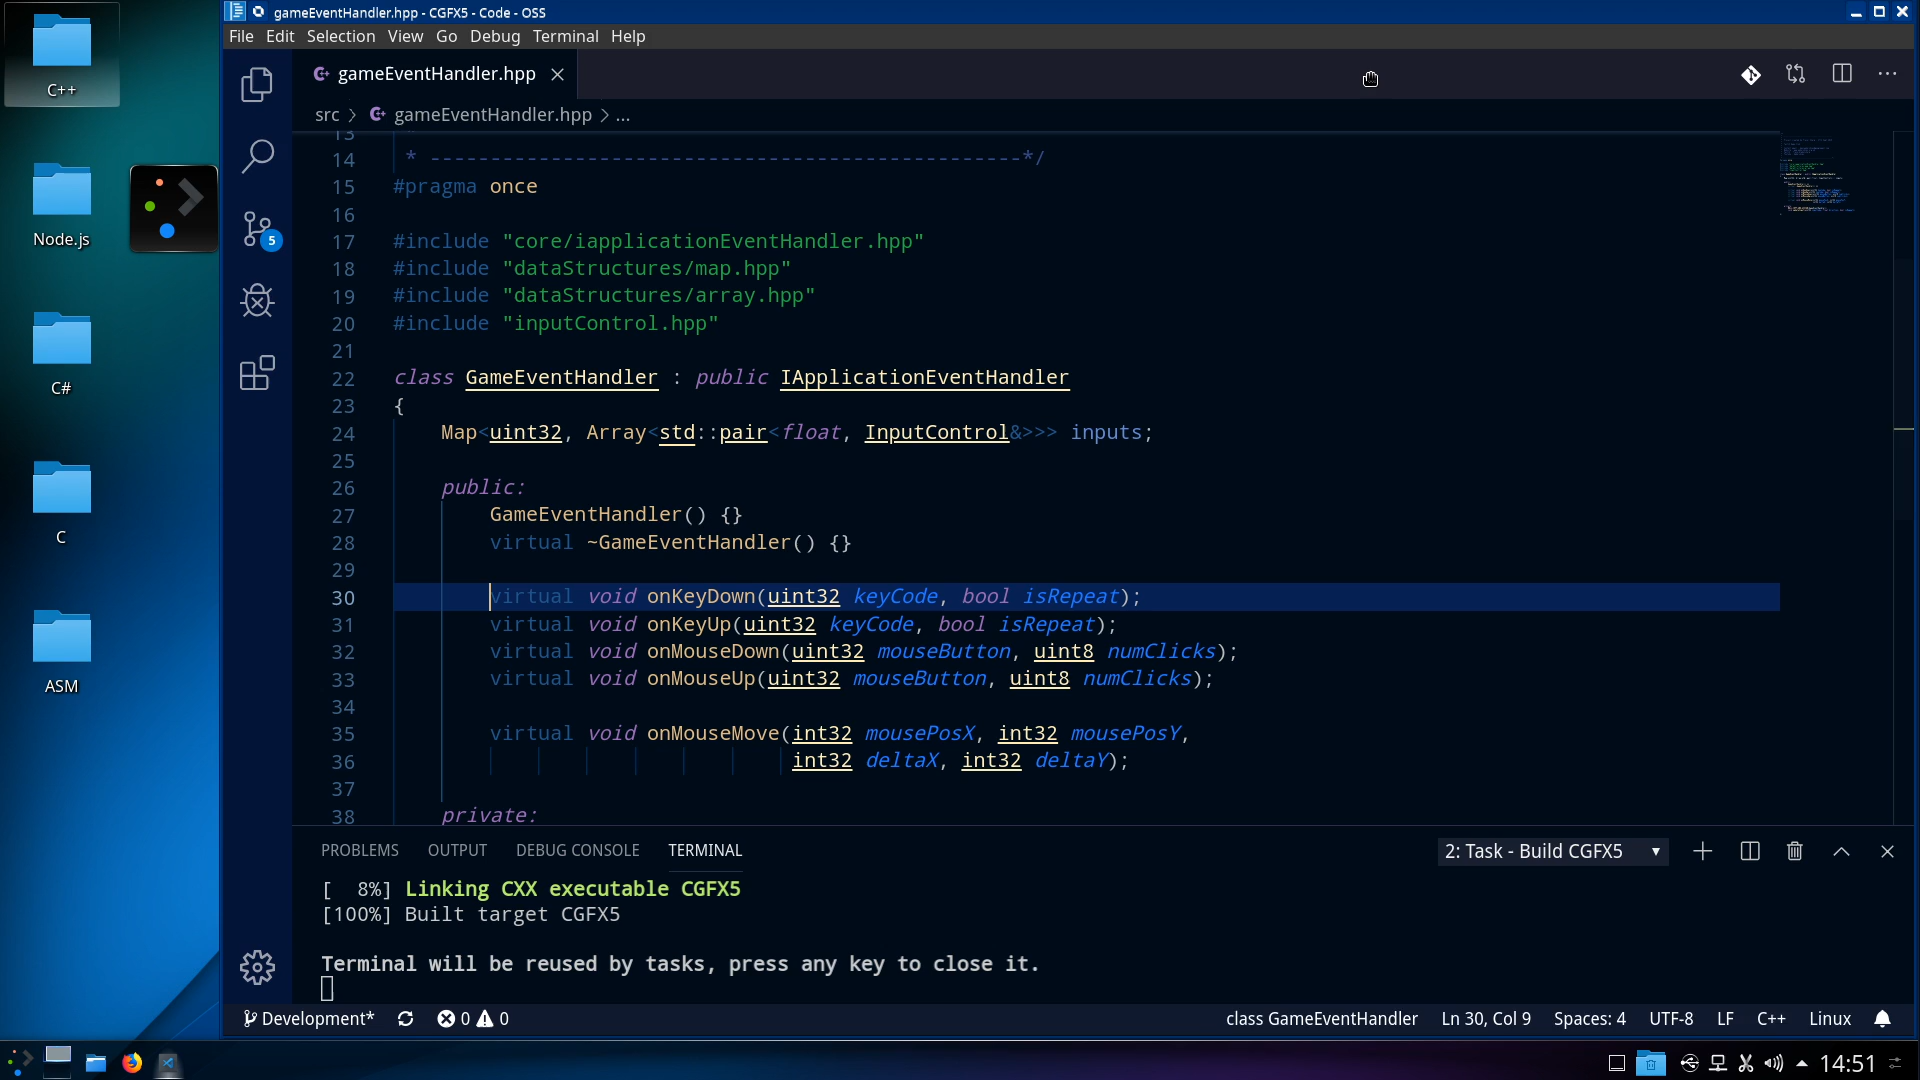 gameEventHandler.hpp - CGFX5 - Code - OSS
File Edit Selection View Go Debug Terminal Help
gameEventHandler.hpp
src > gameEventHandler.hpp > ...
C++
Node.js
C#
C
ASM
5
13
14 * -------------------------------------------------*/
15 #pragma once
16
17 #include "core/iapplicationEventHandler.hpp"
18 #include "dataStructures/map.hpp"
19 #include "dataStructures/array.hpp"
20 #include "inputControl.hpp"
21
22 class GameEventHandler : public IApplicationEventHandler
23 {
24 Map<uint32, Array<std::pair<float, InputControl&>>> inputs;
25
26 public:
27 GameEventHandler() {}
28 virtual ~GameEventHandler() {}
29
30 virtual void onKeyDown(uint32 keyCode, bool isRepeat);
31 virtual void onKeyUp(uint32 keyCode, bool isRepeat);
32 virtual void onMouseDown(uint32 mouseButton, uint8 numClicks);
33 virtual void onMouseUp(uint32 mouseButton, uint8 numClicks);
34
35 virtual void onMouseMove(int32 mousePosX, int32 mousePosY,
36 int32 deltaX, int32 deltaY);
37
38 private:
PROBLEMS OUTPUT DEBUG CONSOLE TERMINAL 2: Task - Build CGFX5
[  8%] Linking CXX executable CGFX5
[100%] Built target CGFX5
Terminal will be reused by tasks, press any key to close it.
Development* 0 0 class GameEventHandler Ln 30, Col 9 Spaces: 4 UTF-8 LF C++ Linux
14:51